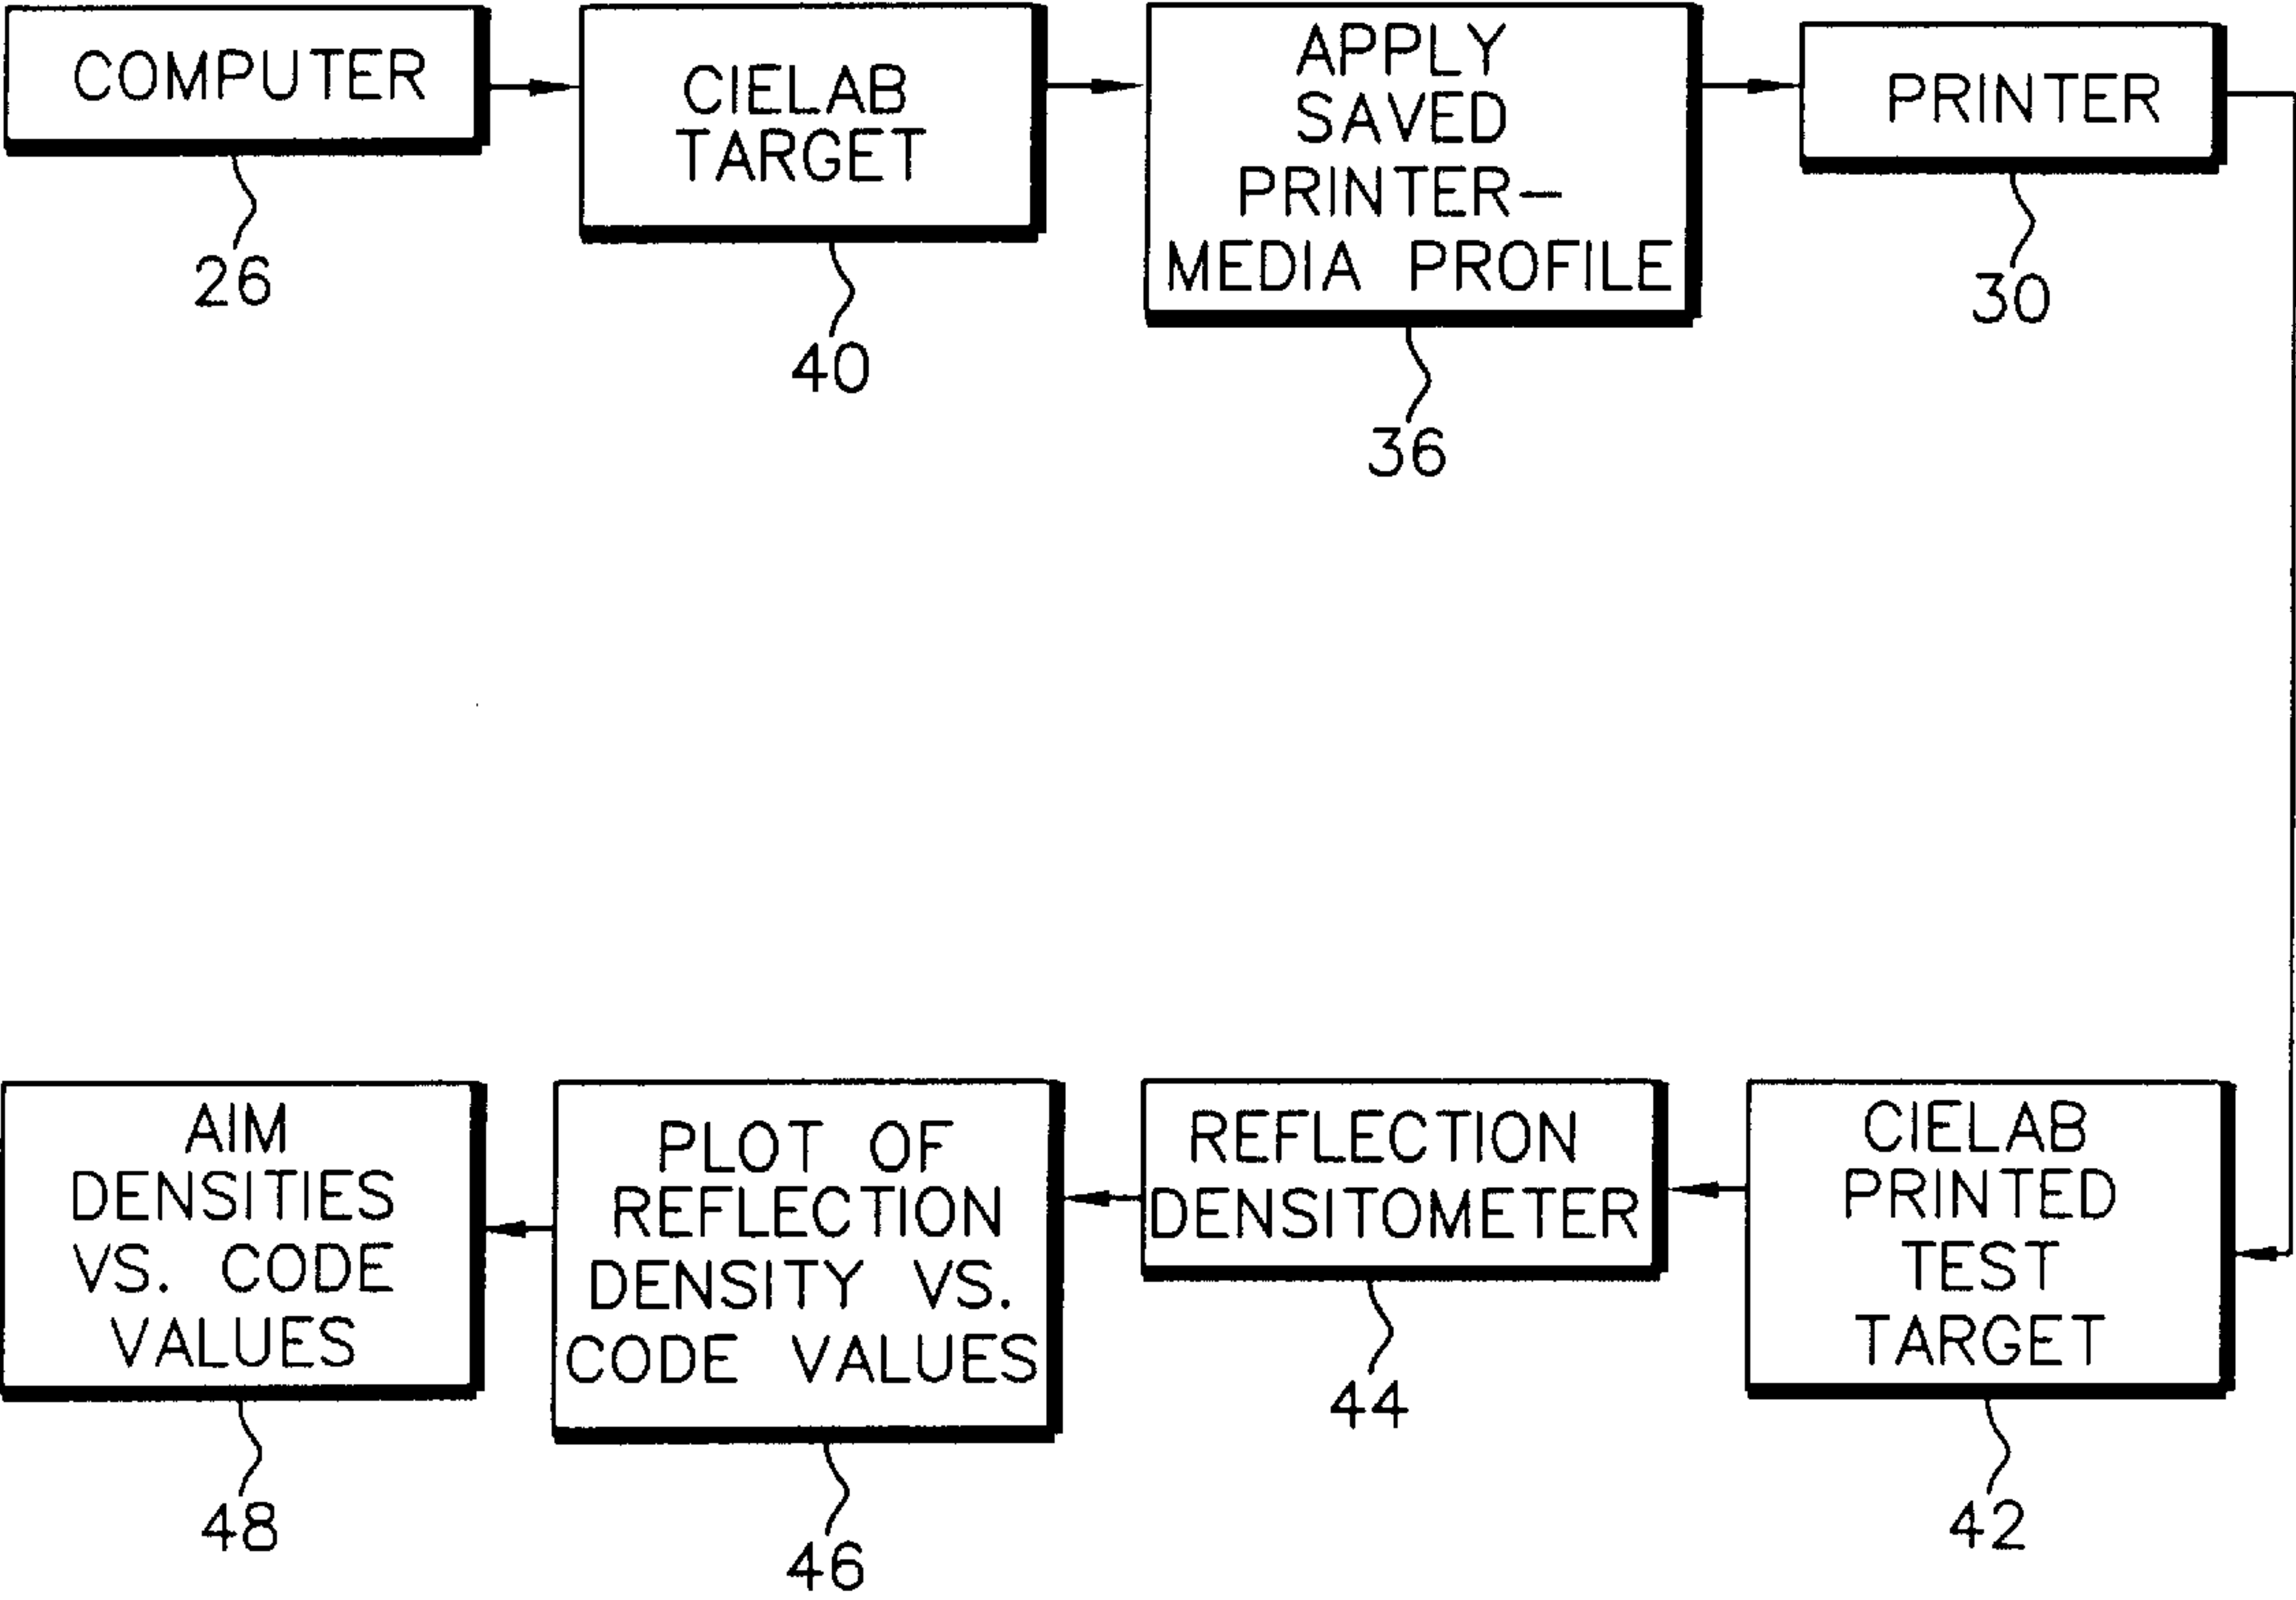 COMPUTER
26
CIELAB
TARGET
40
APPLY
SAVED
PRINTER-
MEDIA PROFILE
36
PRINTER
30
AIM
DENSITIES
VS. CODE
VALUES
48
PLOT OF
REFLECTION
DENSITY VS.
CODE VALUES
46
REFLECTION
DENSITOMETER
44
CIELAB
PRINTED
TEST
TARGET
42